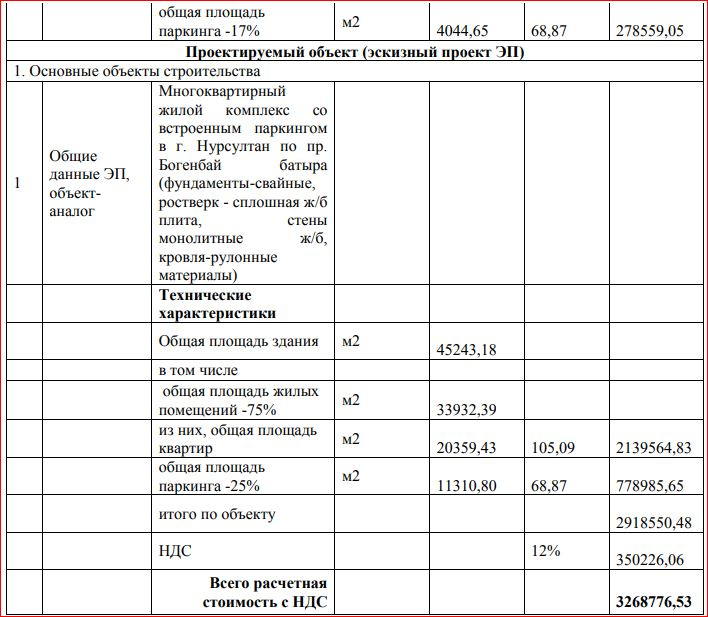 общая площадь
паркинга -17% м2 4044,65 68,87 278559,05
Проектируемый объект (эскизный проект ЭП)
1. Основные объекты строительства
1 Общие данные ЭП, объект-аналог Многоквартирный
жилой комплекс со
встроенным паркингом
в г. Нурсултан по пр.
Богенбай батыра
(фундаменты-свайные,
ростверк - сплошная ж/б
плита, стены
монолитные ж/б,
кровля-рулонные
материалы)
Технические
характеристики
Общая площадь здания м2 45243,18
в том числе
общая площадь жилых
помещений -75% м2 33932,39
из них, общая площадь
квартир м2 20359,43 105,09 2139564,83
общая площадь
паркинга -25% м2 11310,80 68,87 778985,65
итого по объекту 2918550,48
НДС 12% 350226,06
Всего расчетная
стоимость с НДС 3268776,53